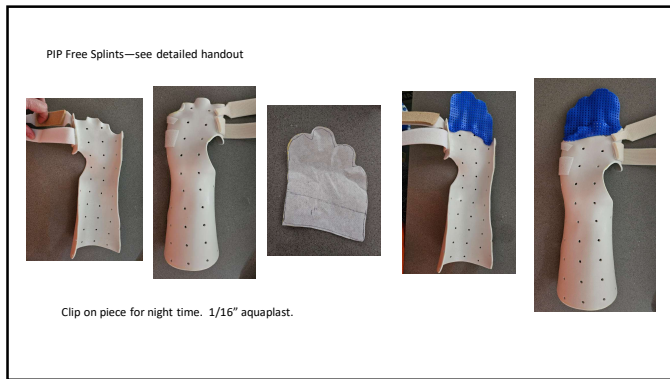 PIP Free Splints—see detailed handout
Clip on piece for night time.  1/16” aquaplast.